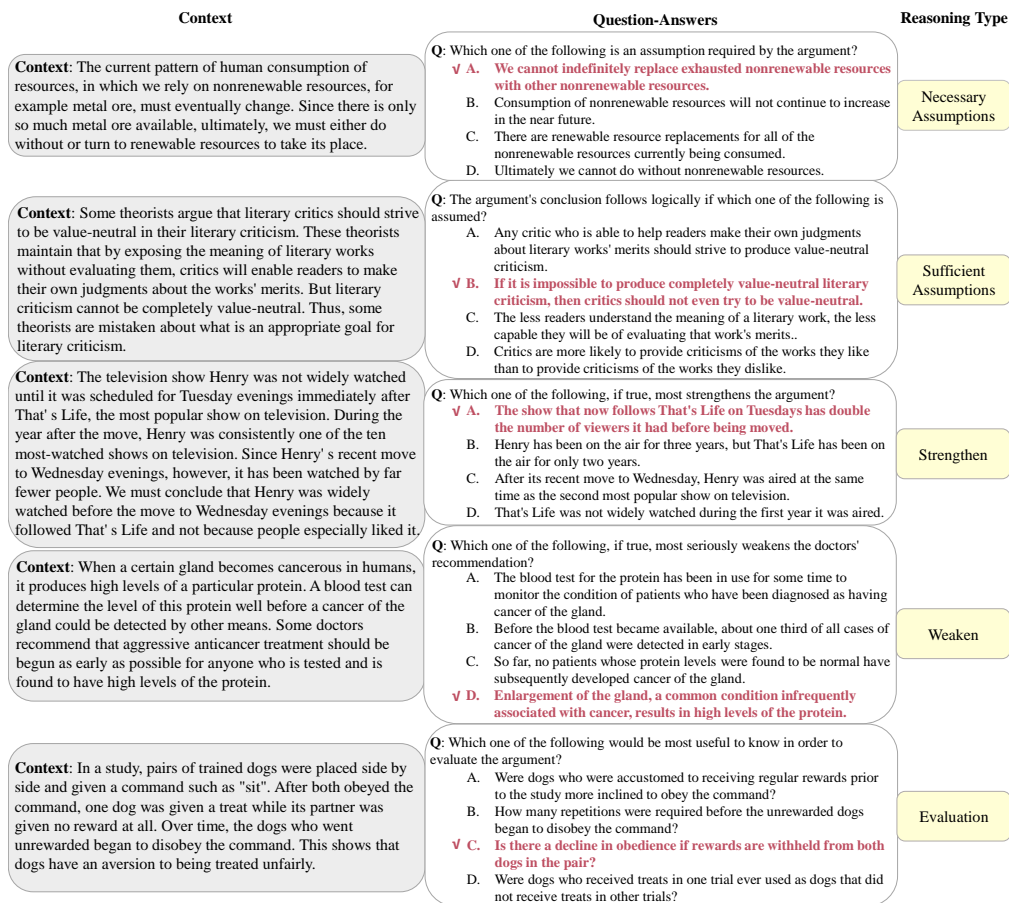 Context
Question-Answers
Reasoning Type
Context: The current pattern of human consumption of
resources, in which we rely on nonrenewable resources, for
example metal ore, must eventually change. Since there is only
so much metal ore available, ultimately, we must either do
without or turn to renewable resources to take its place.
Q: Which one of the following is an assumption required by the argument?
√ A. We cannot indefinitely replace exhausted nonrenewable resources
with other nonrenewable resources.
B. Consumption of nonrenewable resources will not continue to increase
in the near future.
C. There are renewable resource replacements for all of the
nonrenewable resources currently being consumed.
D. Ultimately we cannot do without nonrenewable resources.
Necessary
Assumptions
Context: Some theorists argue that literary critics should strive
to be value-neutral in their literary criticism. These theorists
maintain that by exposing the meaning of literary works
without evaluating them, critics will enable readers to make
their own judgments about the works' merits. But literary
criticism cannot be completely value-neutral. Thus, some
theorists are mistaken about what is an appropriate goal for
literary criticism.
Q: The argument's conclusion follows logically if which one of the following is
assumed?
A. Any critic who is able to help readers make their own judgments
about literary works' merits should strive to produce value-neutral
criticism.
√ B. If it is impossible to produce completely value-neutral literary
criticism, then critics should not even try to be value-neutral.
C. The less readers understand the meaning of a literary work, the less
capable they will be of evaluating that work's merits..
D. Critics are more likely to provide criticisms of the works they like
than to provide criticisms of the works they dislike.
Sufficient
Assumptions
Context: The television show Henry was not widely watched
until it was scheduled for Tuesday evenings immediately after
That' s Life, the most popular show on television. During the
year after the move, Henry was consistently one of the ten
most-watched shows on television. Since Henry' s recent move
to Wednesday evenings, however, it has been watched by far
fewer people. We must conclude that Henry was widely
watched before the move to Wednesday evenings because it
followed That' s Life and not because people especially liked it.
Q: Which one of the following, if true, most strengthens the argument?
√ A. The show that now follows That's Life on Tuesdays has double
the number of viewers it had before being moved.
B. Henry has been on the air for three years, but That's Life has been on
the air for only two years.
C. After its recent move to Wednesday, Henry was aired at the same
time as the second most popular show on television.
D. That's Life was not widely watched during the first year it was aired.
Strengthen
Context: When a certain gland becomes cancerous in humans,
it produces high levels of a particular protein. A blood test can
determine the level of this protein well before a cancer of the
gland could be detected by other means. Some doctors
recommend that aggressive anticancer treatment should be
begun as early as possible for anyone who is tested and is
found to have high levels of the protein.
Q: Which one of the following, if true, most seriously weakens the doctors'
recommendation?
A. The blood test for the protein has been in use for some time to
monitor the condition of patients who have been diagnosed as having
cancer of the gland.
B. Before the blood test became available, about one third of all cases of
cancer of the gland were detected in early stages.
C. So far, no patients whose protein levels were found to be normal have
subsequently developed cancer of the gland.
√ D. Enlargement of the gland, a common condition infrequently
associated with cancer, results in high levels of the protein.
Weaken
Context: In a study, pairs of trained dogs were placed side by
side and given a command such as "sit". After both obeyed the
command, one dog was given a treat while its partner was
given no reward at all. Over time, the dogs who went
unrewarded began to disobey the command. This shows that
dogs have an aversion to being treated unfairly.
Q: Which one of the following would be most useful to know in order to
evaluate the argument?
A. Were dogs who were accustomed to receiving regular rewards prior
to the study more inclined to obey the command?
B. How many repetitions were required before the unrewarded dogs
began to disobey the command?
√ C. Is there a decline in obedience if rewards are withheld from both
dogs in the pair?
D. Were dogs who received treats in one trial ever used as dogs that did
not receive treats in other trials?
Evaluation